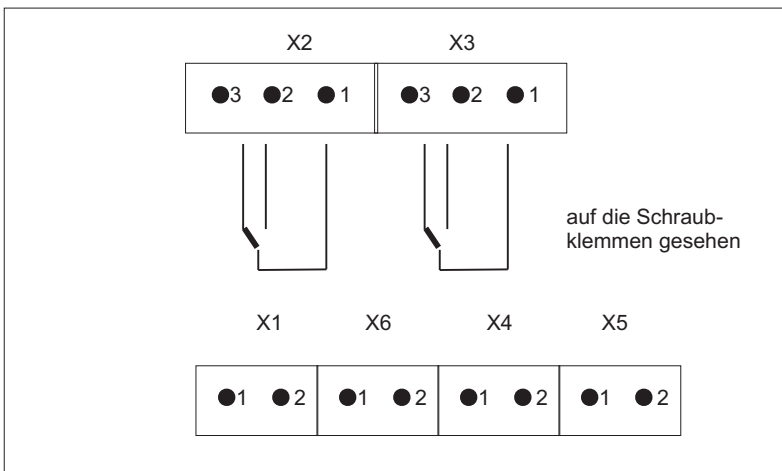 X2 X3
3 2 1 3 2 1
auf die Schraub-
klemmen gesehen
X1 X6 X4 X5
1 2 1 2 1 2 1 2